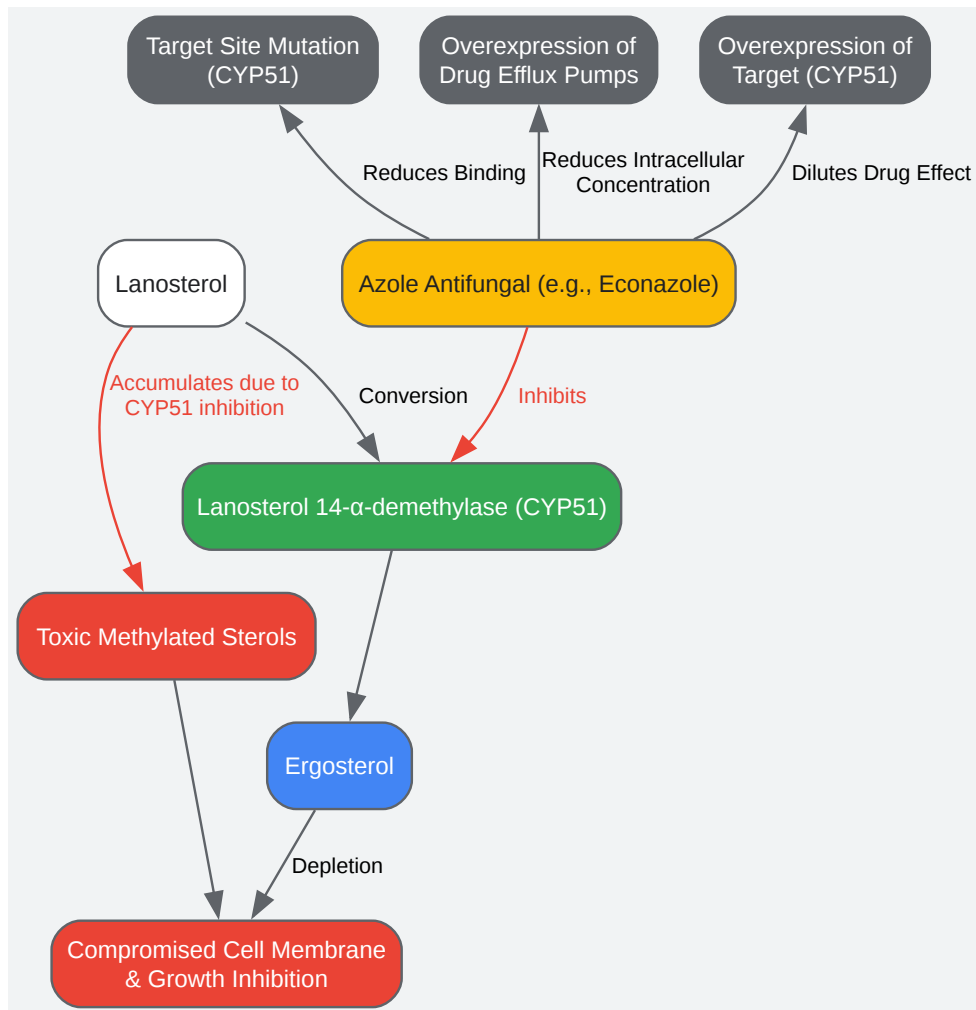 Target Site Mutation
(CYP51)
Overexpression of
Drug Efflux Pumps
Overexpression of
Target (CYP51)
Reduces Binding
Reduces Intracellular
Concentration
Dilutes Drug Effect
Lanosterol
Azole Antifungal (e.g., Econazole)
Accumulates due to
CYP51 inhibition
Conversion
Inhibits
Lanosterol 14-α-demethylase (CYP51)
Toxic Methylated Sterols
Ergosterol
Depletion
Compromised Cell Membrane
& Growth Inhibition